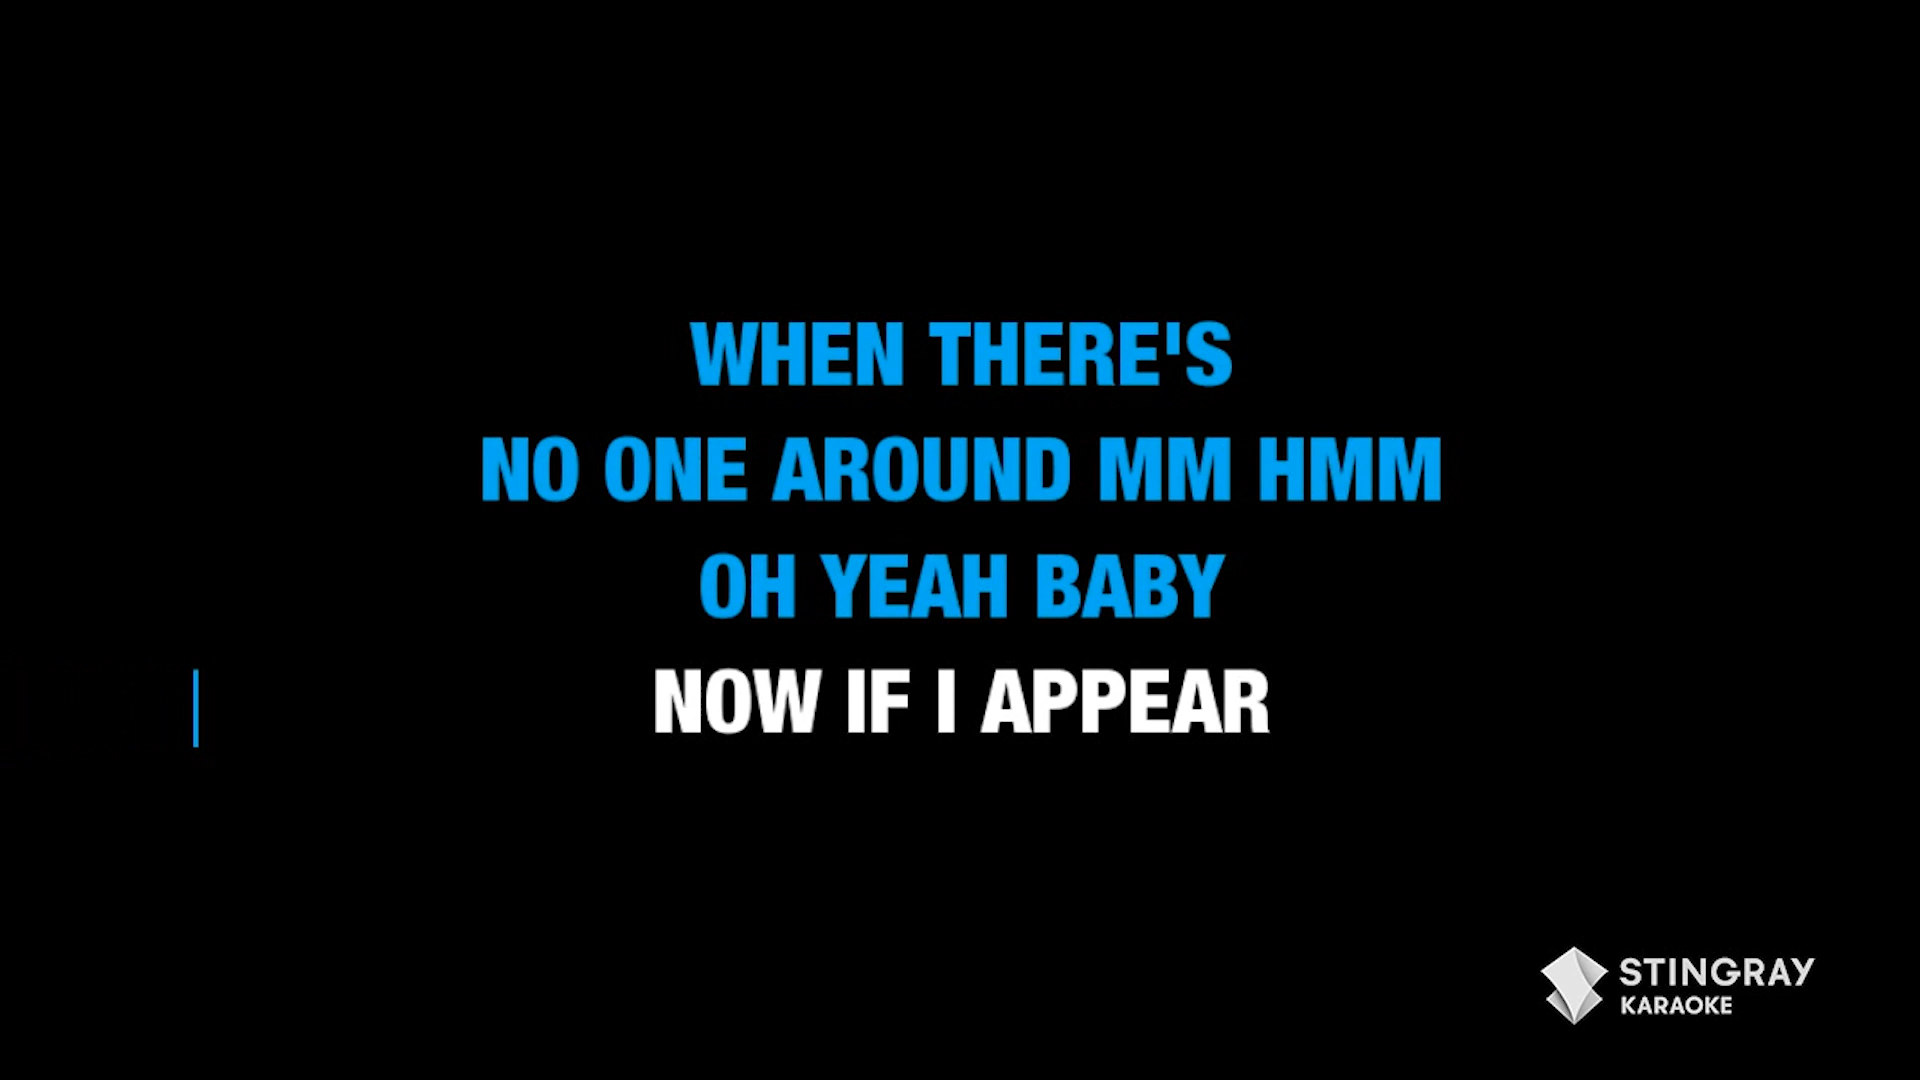 WHEN THERE'S
NO ONE AROUND MM HMM
OH YEAH BABY
NOW IF I APPEAR
STINGRAY
KARAOKE